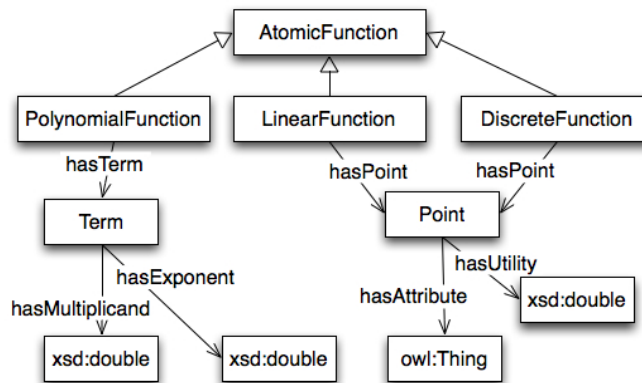 AtomicFunction
PolynomialFunction
LinearFunction
DiscreteFunction
hasTerm
hasPoint
hasPoint
Term
Point
hasExponent
hasUtility
hasMultiplicand
hasAttribute
xsd:double
xsd:double
xsd:double
owl:Thing